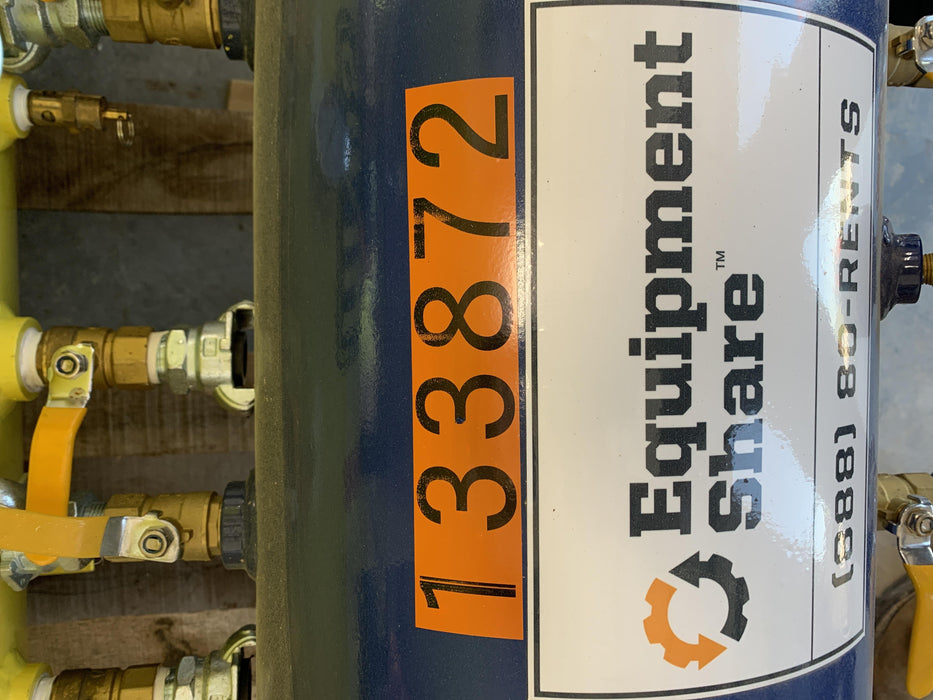 133872
Equipment
Share™
(888) 80-RENTS